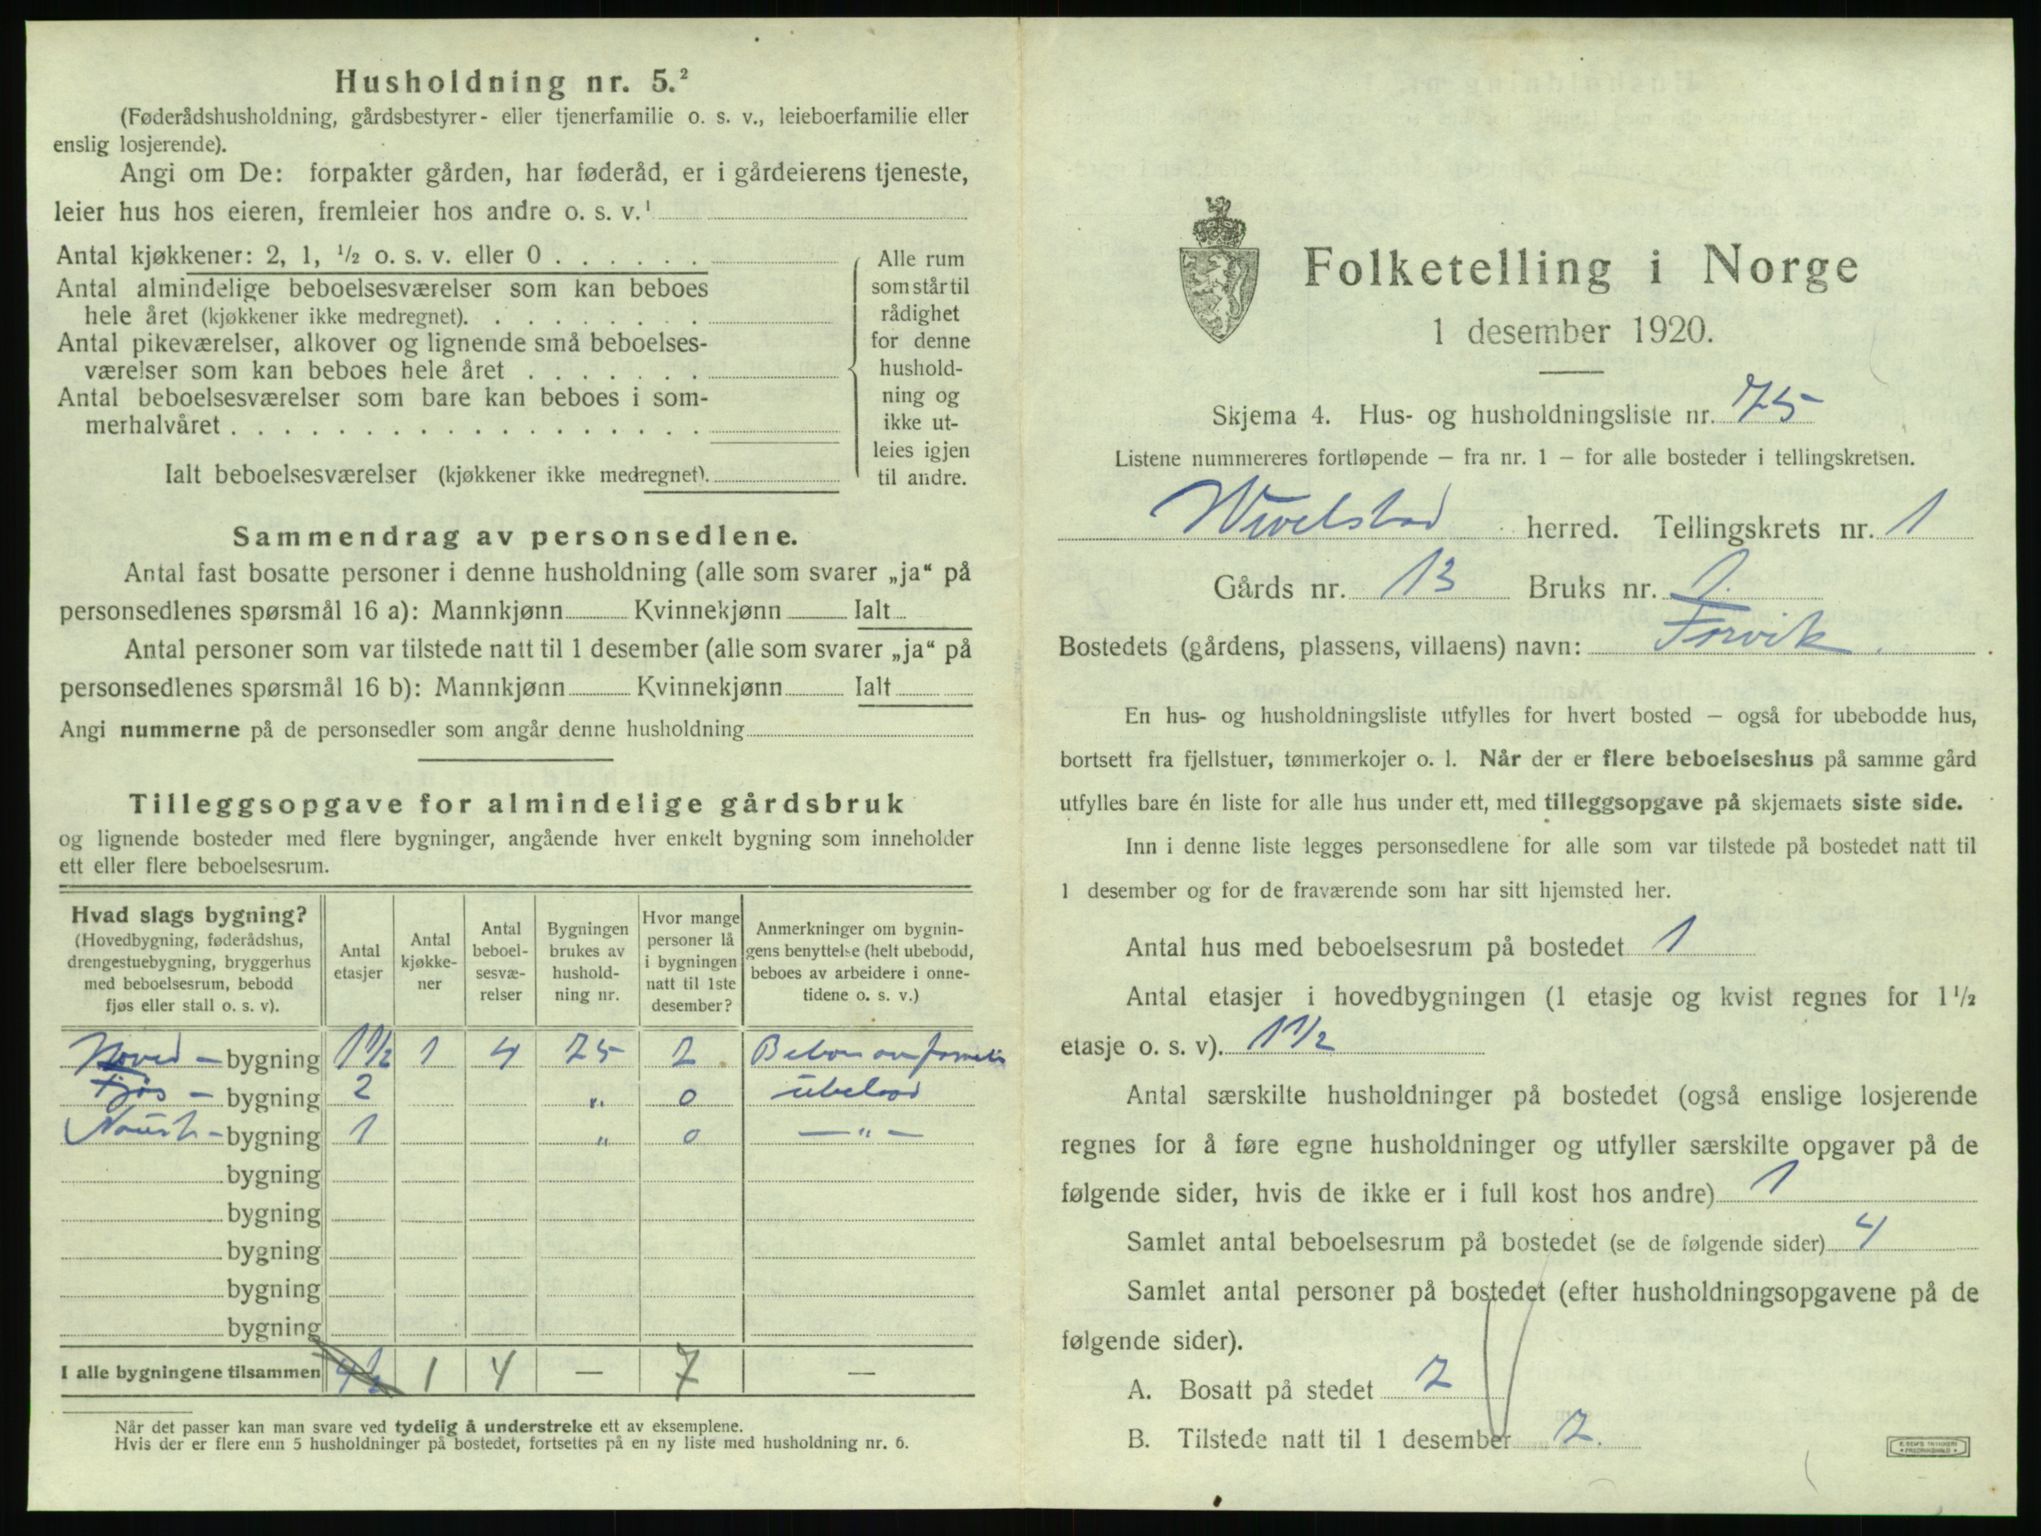 Husholdning nr. 5.²
(Føderådshusholdning, gårdsbestyrer- eller tjenerfamilie o. s. v., leieboerfamilie eller
enslig losjerende).
Angi om De: forpakter gården, har føderåd, er i gårdeierens tjeneste,
leier hus hos eieren, fremleier hos andre o. s. v.¹
Antal kjøkkener: 2, 1, ½ o. s. v. eller 0 . . . . . .
Antal almindelige beboelsesværelser som kan beboes
hele året (kjøkkener ikke medregnet). . . . . . . . .
Antal pikeværelser, alkover og lignende små beboelses-
værelser som kan beboes hele året . . . . . . .
Antal beboelsesværelser som bare kan beboes i som-
merhalvåret . . . . . . . . . . . . . . . . . .
Ialt beboelsesværelser (kjøkkener ikke medregnet).
Alle rum
som står til
rådighet
for denne
hushold-
ning og
ikke ut-
leies igjen
til andre.
Sammendrag av personsedlene.
Antal fast bosatte personer i denne husholdning (alle som svarer „ja“ på
personsedlenes spørsmål 16 a): Mannkjønn Kvinnekjønn Ialt
Antal personer som var tilstede natt til 1 desember (alle som svarer „ja“ på
personsedlenes spørsmål 16 b): Mannkjønn Kvinnekjønn Ialt
Angi nummerne på de personsedler som angår denne husholdning
Tilleggsopgave for almindelige gårdsbruk
og lignende bosteder med flere bygninger, angående hver enkelt bygning som inneholder
ett eller flere beboelsesrum.
Hvad slags bygning?
(Hovedbygning, føderådshus,
drengestuebygning, bryggerhus
med beboelsesrum, bebodd
fjøs eller stall o. s. v).
Antal
etasjer
Antal
kjøkke-
ner
Antal
beboel-
sesvæ-
relser
Bygningen
brukes av
hushold-
ning nr.
Hvor mange
personer lå
i bygningen
natt til 1ste
desember?
Anmerkninger om bygnin-
gens benyttelse (helt ubebodd,
beboes av arbeidere i onne-
tidene o. s. v.)
Hoved - bygning 1½ 1 4 75 2
Fjøs - bygning 2 „ 0 ubebod
Naust - bygning 1 „ 0 — „ —
bygning
bygning
bygning
bygning
bygning
I alle bygningene tilsammen 4½ 1 4 — 7 —
Når det passer kan man svare ved tydelig å understreke ett av eksemplene.
Hvis der er flere enn 5 husholdninger på bostedet, fortsettes på en ny liste med husholdning nr. 6.
Folketelling i Norge
1 desember 1920.
Skjema 4. Hus- og husholdningsliste nr. 75
Listene nummereres fortløpende — fra nr. 1 — for alle bosteder i tellingskretsen.
Vevelstad herred. Tellingskrets nr. 1
Gårds nr. 13 Bruks nr. 1.
Bostedets (gårdens, plassens, villaens) navn: Forvik.
En hus- og husholdningsliste utfylles for hvert bosted — også for ubebodde hus,
bortsett fra fjellstuer, tømmerkojer o. l. Når der er flere beboelseshus på samme gård
utfylles bare én liste for alle hus under ett, med tilleggsopgave på skjemaets siste side.
Inn i denne liste legges personsedlene for alle som var tilstede på bostedet natt til
1 desember og for de fraværende som har sitt hjemsted her.
Antal hus med beboelsesrum på bostedet 1
Antal etasjer i hovedbygningen (1 etasje og kvist regnes for 1½
etasje o. s. v). 1½
Antal særskilte husholdninger på bostedet (også enslige losjerende
regnes for å føre egne husholdninger og utfyller særskilte opgaver på de
følgende sider, hvis de ikke er i full kost hos andre) 1
Samlet antal beboelsesrum på bostedet (se de følgende sider) 4
Samlet antal personer på bostedet (efter husholdningsopgavene på de
følgende sider).
A. Bosatt på stedet 2
B. Tilstede natt til 1 desember 2.